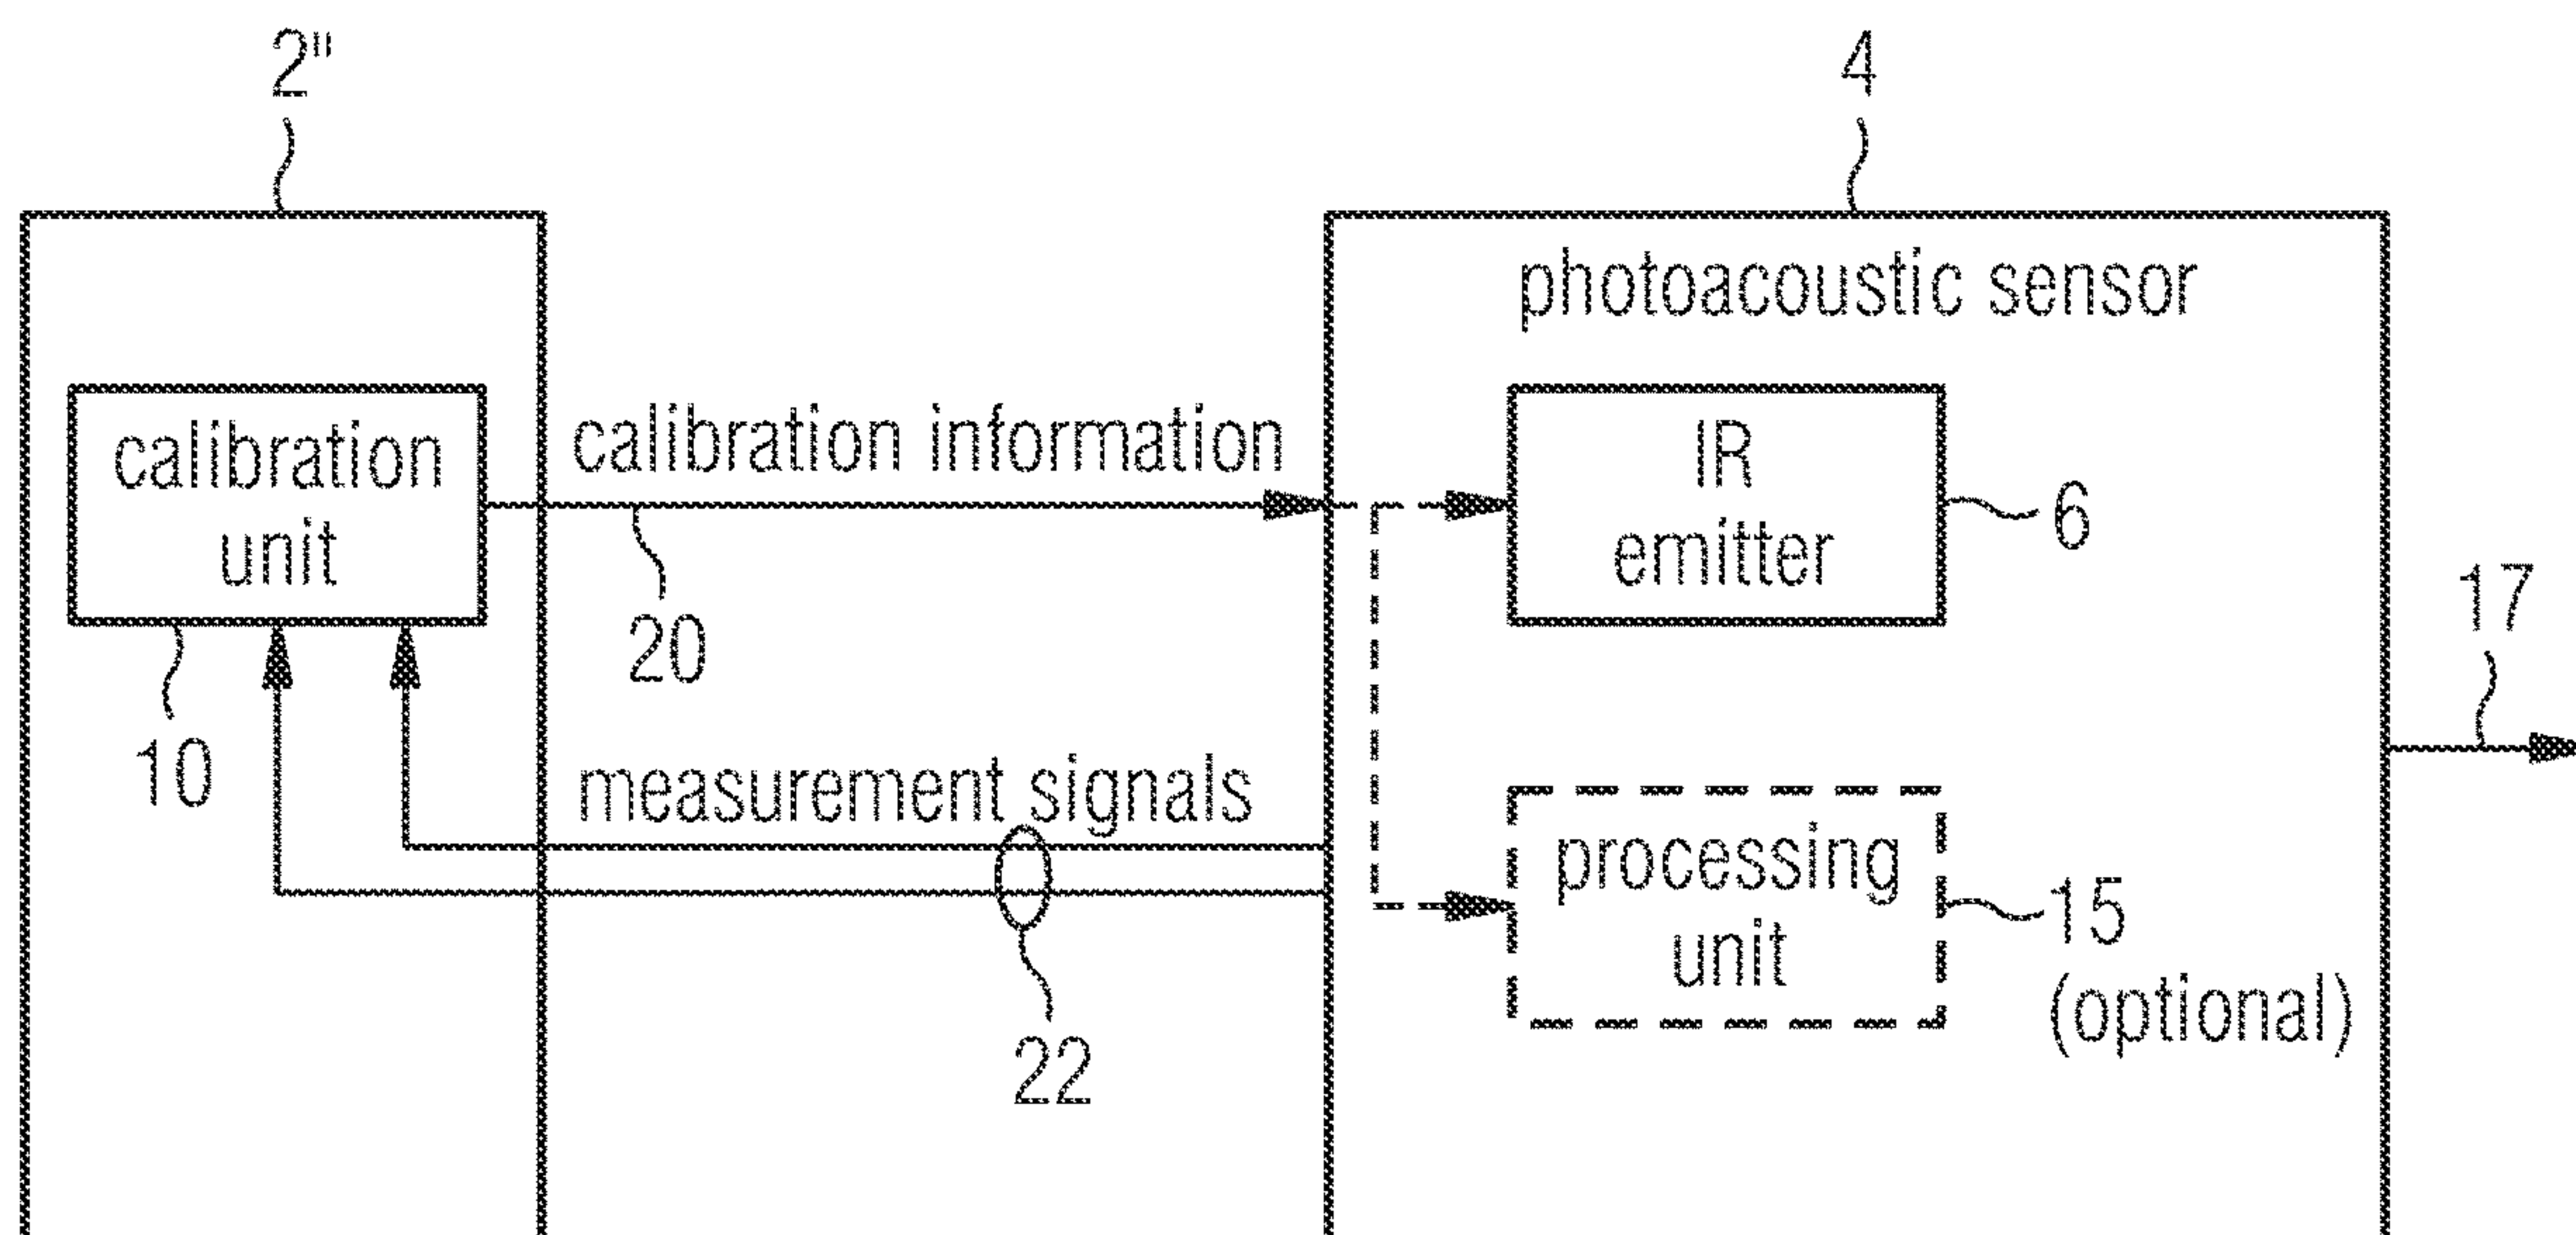 2"
4
photoacoustic sensor
calibration
unit
calibration information
IR
emitter
6
20
17
10
measurement signals
processing
unit
15
(optional)
22